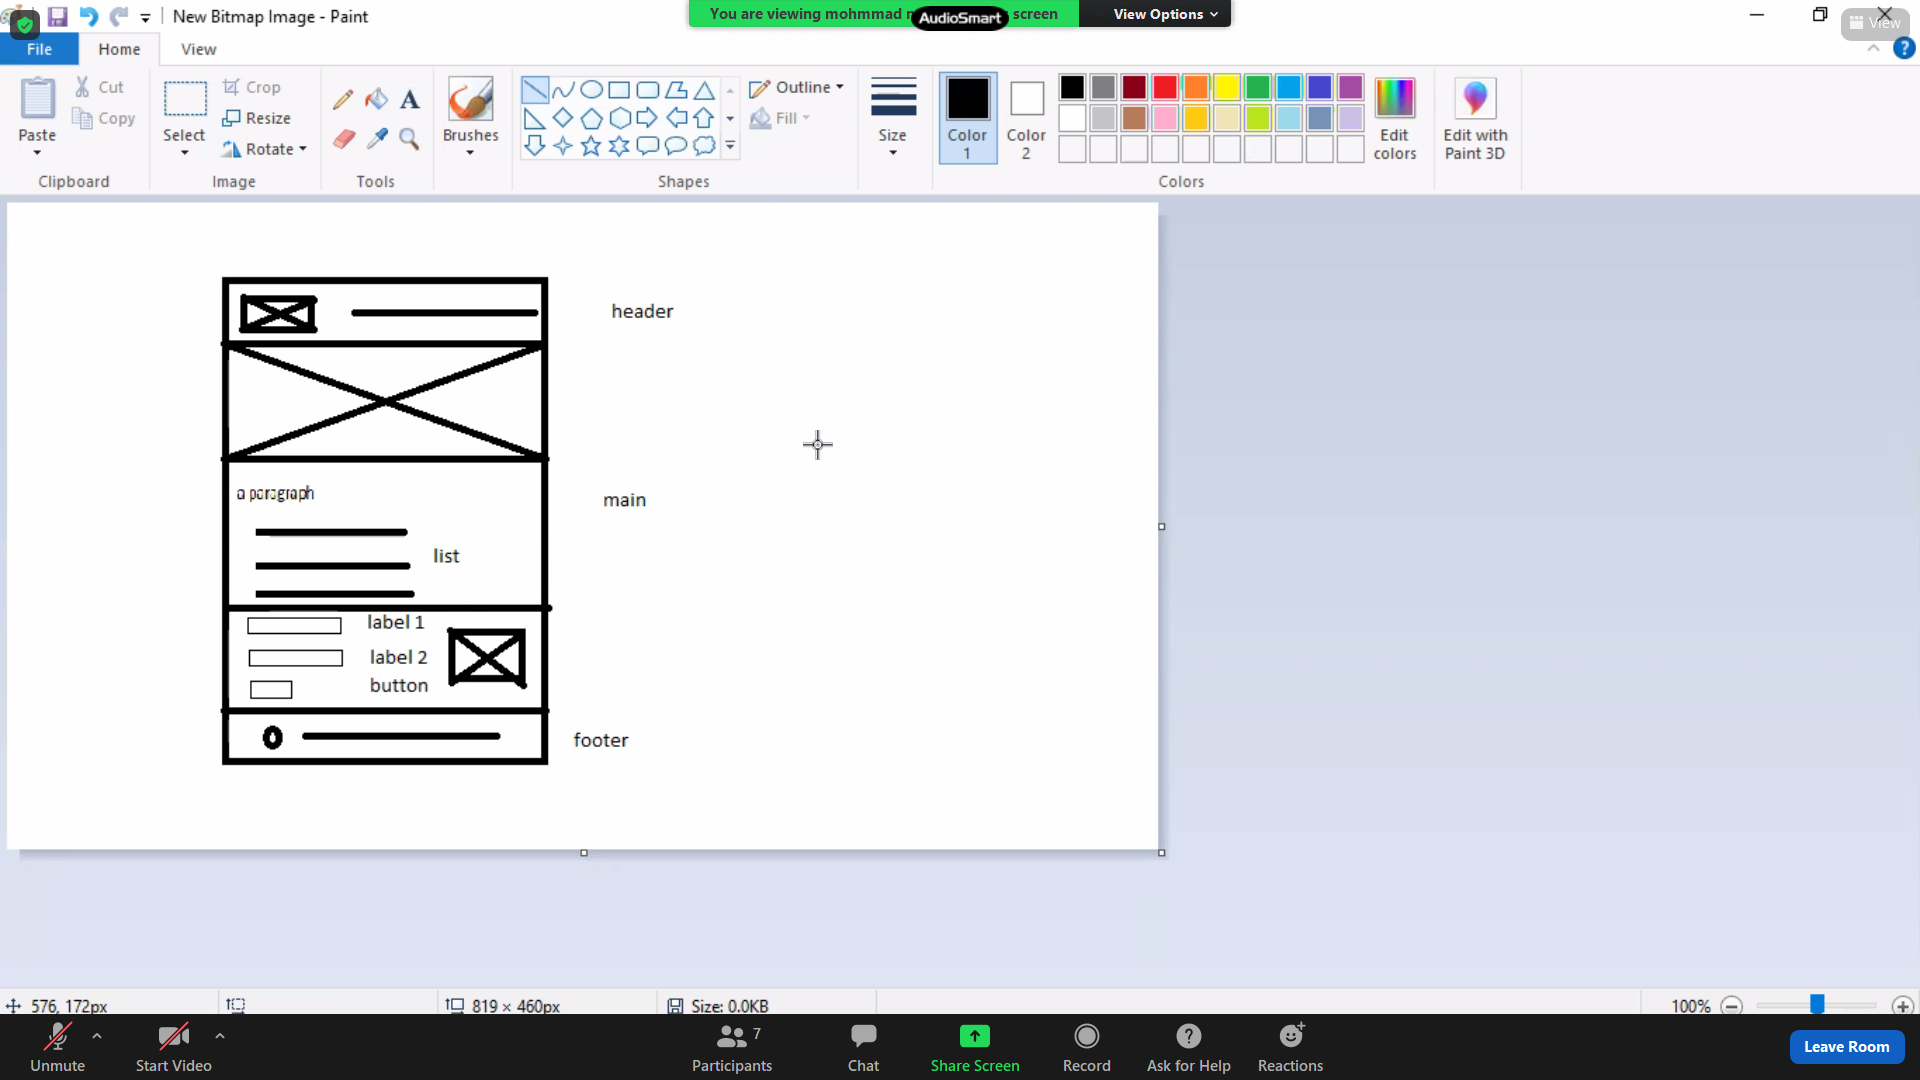 New Bitmap Image - Paint
You are viewing mohmmad
AudioSmart
screen
View Options
View
File
Home
View
Paste
Cut
Copy
Clipboard
Select
Crop
Resize
Rotate
Image
Tools
Brushes
Shapes
Outline
Fill
Size
Color 1
Color 2
Colors
Edit colors
Edit with Paint 3D
header
main
a paragraph
list
label 1
label 2
button
footer
576, 172px
819 × 460px
Size: 0.0KB
100%
Unmute
Start Video
Participants
7
Chat
Share Screen
Record
Ask for Help
Reactions
Leave Room